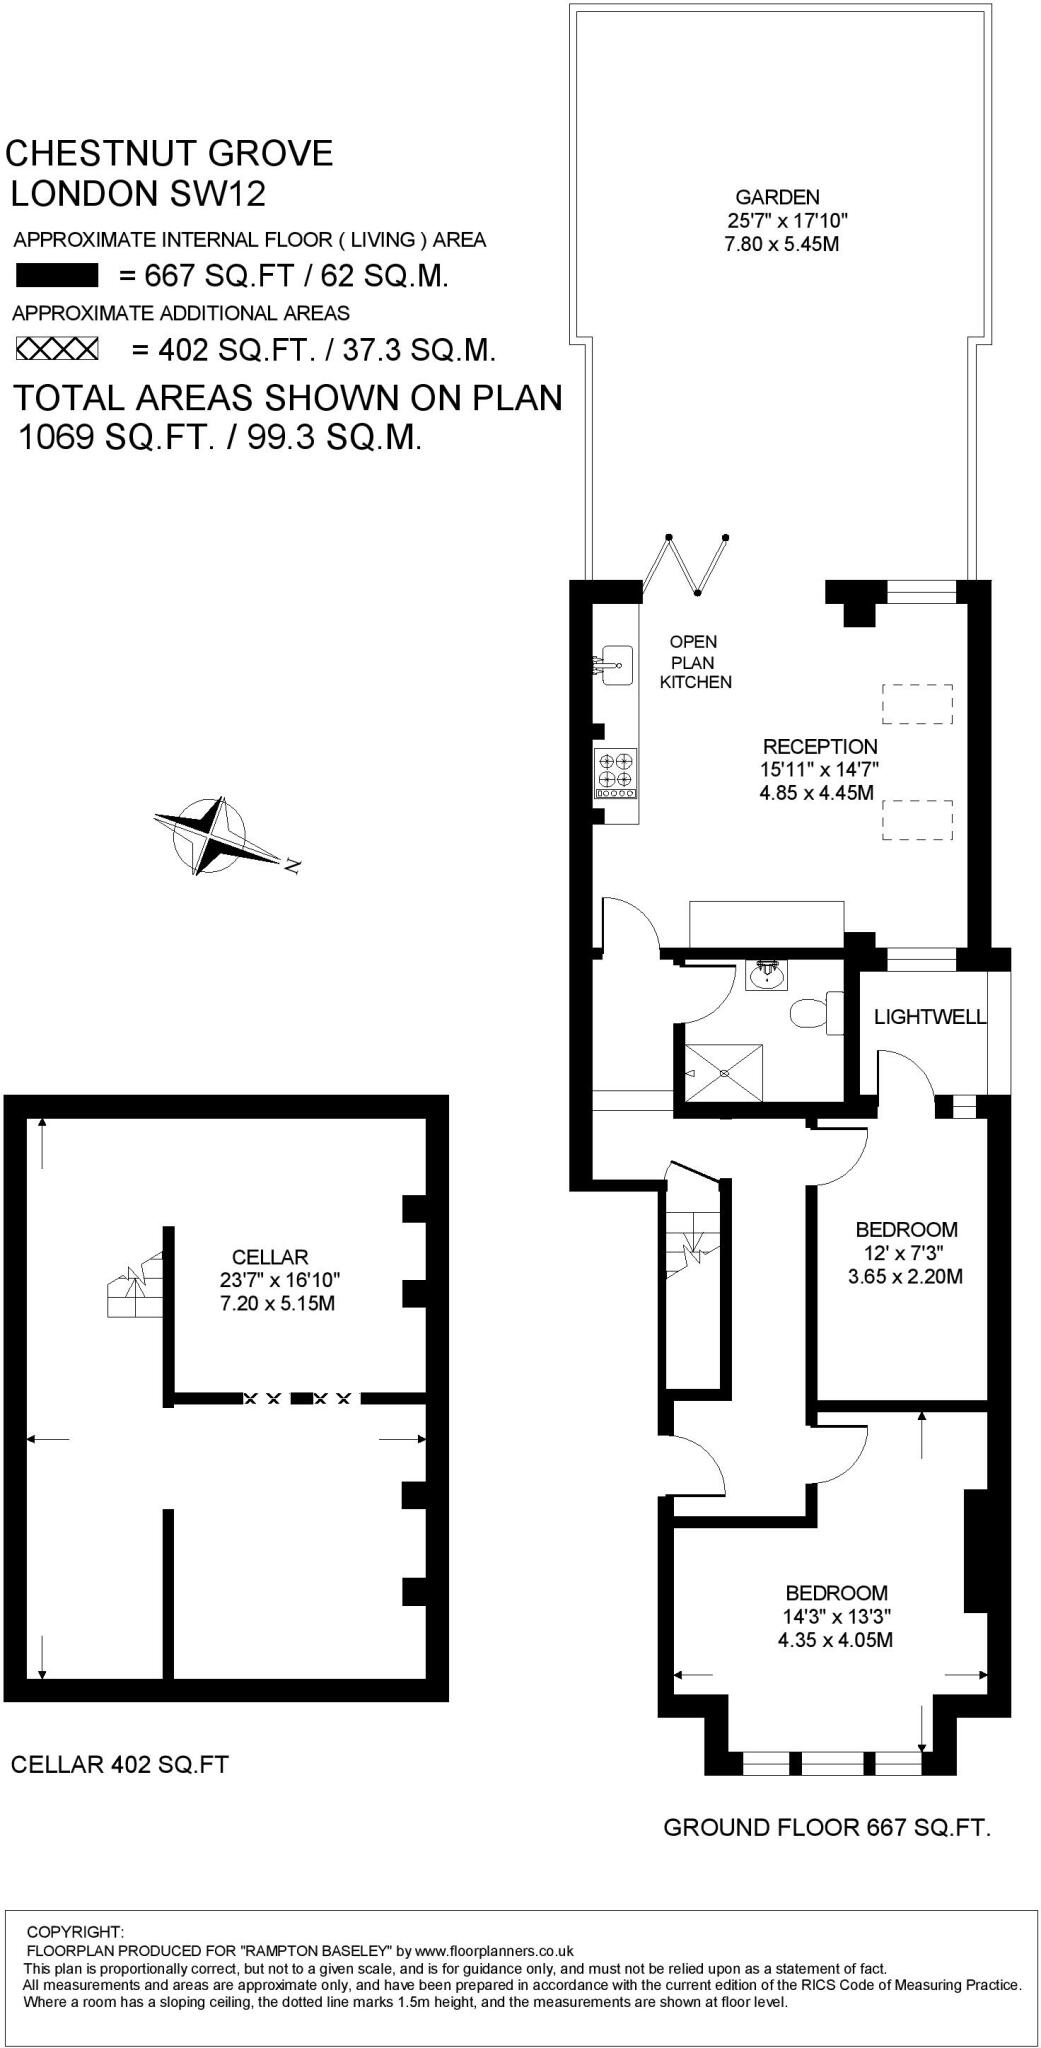 CHESTNUT GROVE
LONDON SW12
APPROXIMATE INTERNAL FLOOR ( LIVING ) AREA
= 667 SQ.FT / 62 SQ.M.
APPROXIMATE ADDITIONAL AREAS
= 402 SQ.FT. / 37.3 SQ.M.
TOTAL AREAS SHOWN ON PLAN
1069 SQ.FT. / 99.3 SQ.M.
GARDEN
25'7" x 17'10"
7.80 x 5.45M
OPEN
PLAN
KITCHEN
RECEPTION
15'11" x 14'7"
4.85 x 4.45M
N
LIGHTWELL
BEDROOM
12' x 7'3"
3.65 x 2.20M
CELLAR
23'7" x 16'10"
7.20 x 5.15M
BEDROOM
14'3" x 13'3"
4.35 x 4.05M
CELLAR 402 SQ.FT
GROUND FLOOR 667 SQ.FT.
COPYRIGHT:
FLOORPLAN PRODUCED FOR "RAMPTON BASELEY" by www.floorplanners.co.uk
This plan is proportionally correct, but not to a given scale, and is for guidance only, and must not be relied upon as a statement of fact.
All measurements and areas are approximate only, and have been prepared in accordance with the current edition of the RICS Code of Measuring Practice.
Where a room has a sloping ceiling, the dotted line marks 1.5m height, and the measurements are shown at floor level.